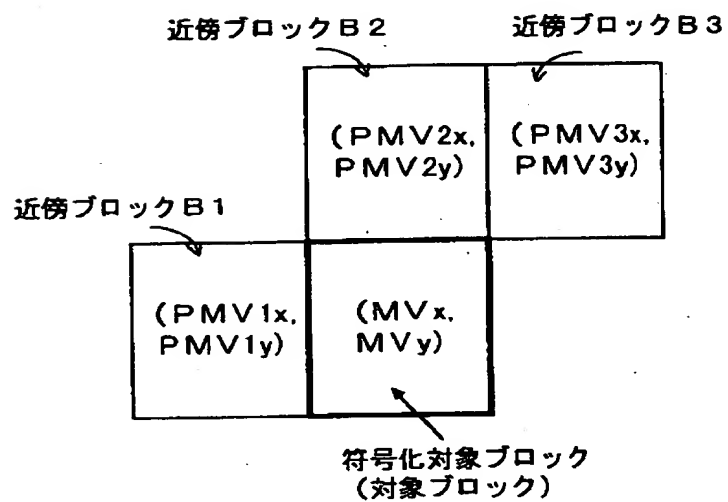 近傍ブロックB2
近傍ブロックB3
(PMV2x,
PMV2y)
(PMV3x,
PMV3y)
近傍ブロックB1
(PMV1x,
PMV1y)
(MVx,
MVy)
符号化対象ブロック
(対象ブロック)